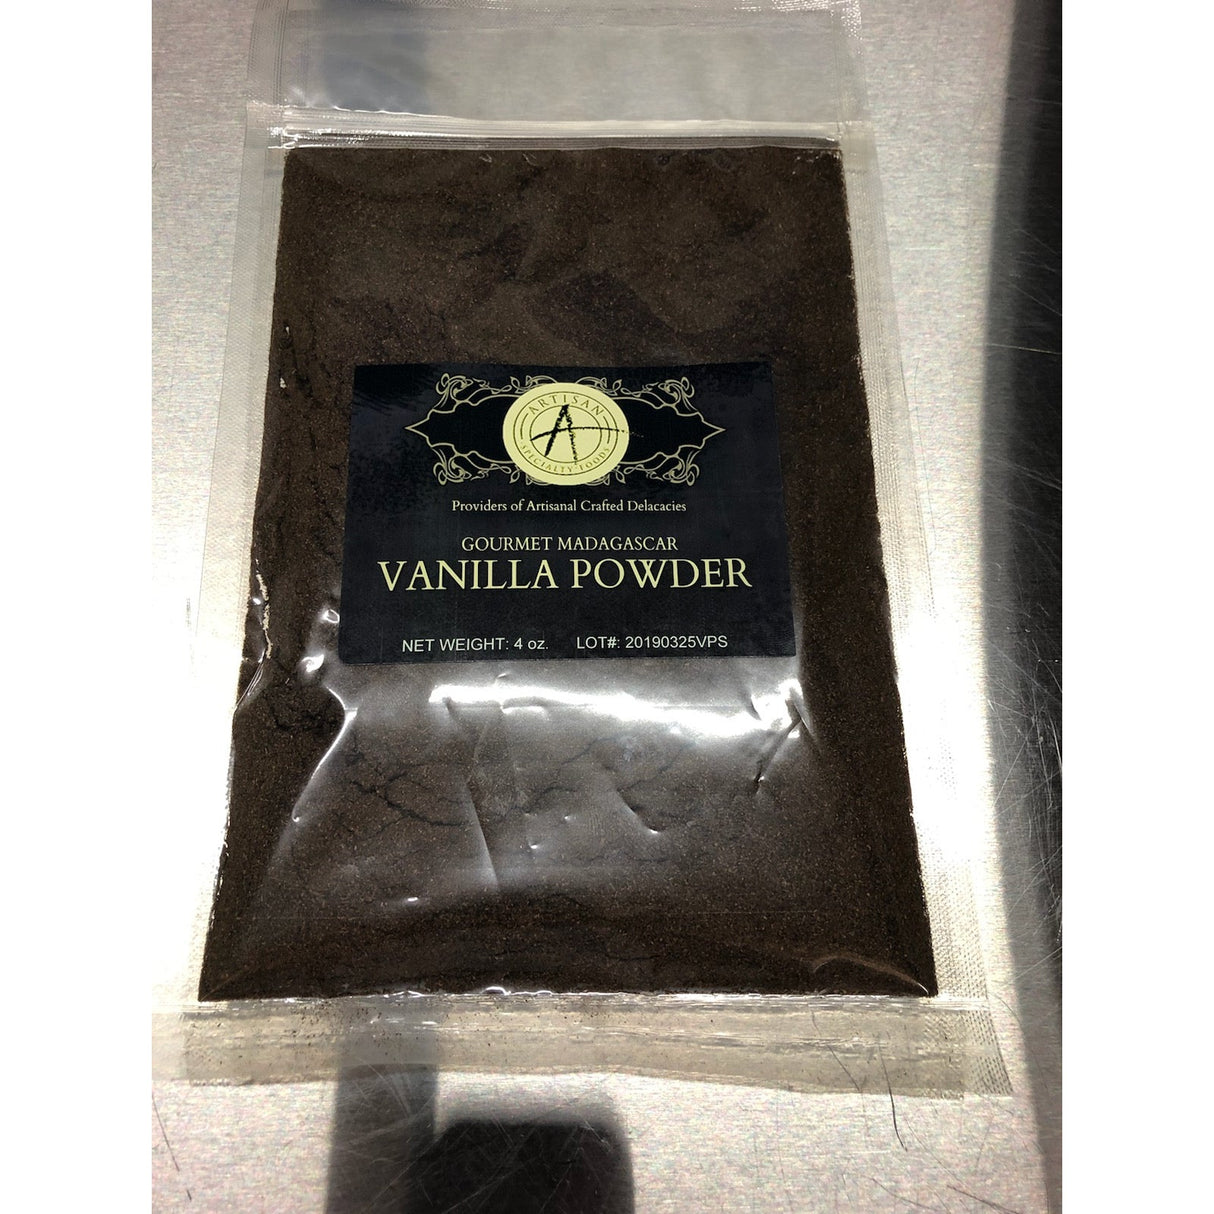 ARTISAN
A
SPECIALTY FOODS
Providers of Artisanal Crafted Delacacies
GOURMET MADAGASCAR
VANILLA POWDER
NET WEIGHT: 4 oz. LOT#: 20190325VPS